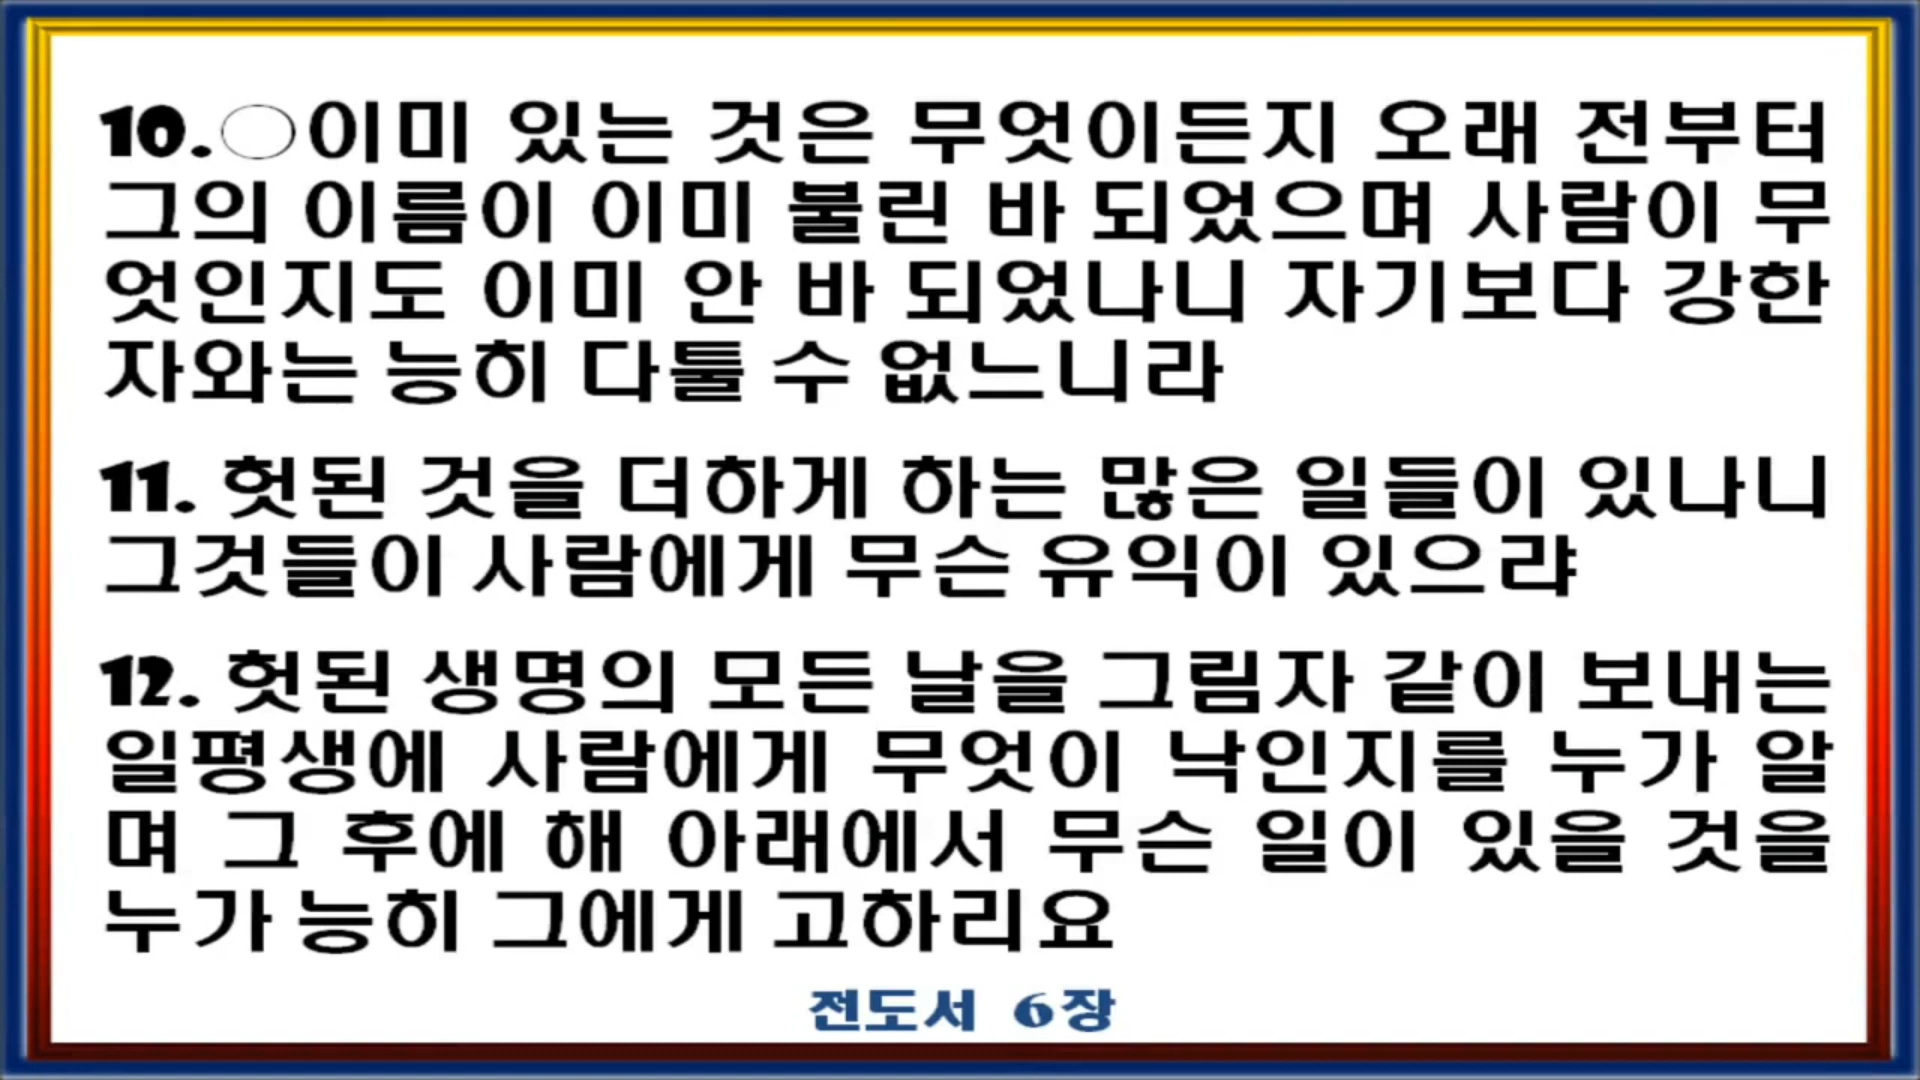 10.○이미 있는 것은 무엇이든지 오래 전부터
그의 이름이 이미 불린 바 되었으며 사람이 무
엇인지도 이미 안 바 되었나니 자기보다 강한
자와는 능히 다툴 수 없느니라
11. 헛된 것을 더하게 하는 많은 일들이 있나니
그것들이 사람에게 무슨 유익이 있으랴
12. 헛된 생명의 모든 날을 그림자 같이 보내는
일평생에 사람에게 무엇이 낙인지를 누가 알
며 그 후에 해 아래에서 무슨 일이 있을 것을
누가 능히 그에게 고하리요
전도서 6장